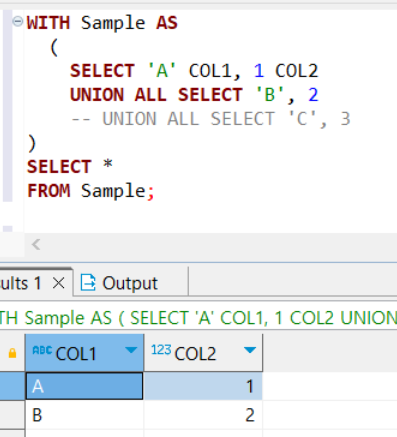 WITH Sample AS
(
SELECT 'A' COL1, 1 COL2
UNION ALL SELECT 'B', 2
-- UNION ALL SELECT 'C', 3
)
SELECT *
FROM Sample;
ults 1 × Output
TH Sample AS ( SELECT 'A' COL1, 1 COL2 UNION
ABC COL1 123 COL2
A 1
B 2